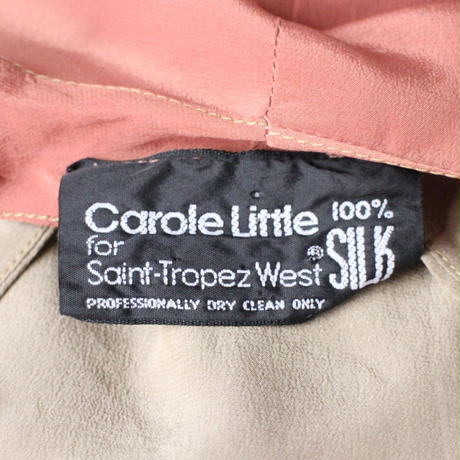 Carole Little 100%
for
Saint-Tropez West® SILK
PROFESSIONALLY DRY CLEAN ONLY